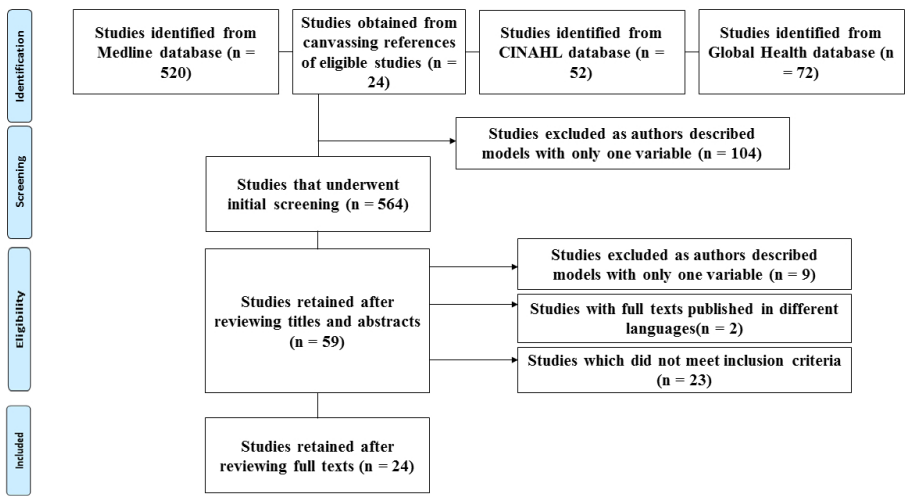 Identification
Studies identified from
Medline database (n =
520)
Studies obtained from
canvassing references
of eligible studies (n =
24)
Studies identified from
CINAHL database (n =
52)
Studies identified from
Global Health database (n
= 72)
Screening
Studies excluded as authors described
models with only one variable (n = 104)
Studies that underwent
initial screening (n = 564)
Eligibility
Studies retained after
reviewing titles and abstracts
(n = 59)
Studies excluded as authors described
models with only one variable (n = 9)
Studies with full texts published in different
languages(n = 2)
Studies which did not meet inclusion criteria
(n = 23)
Included
Studies retained after
reviewing full texts (n = 24)